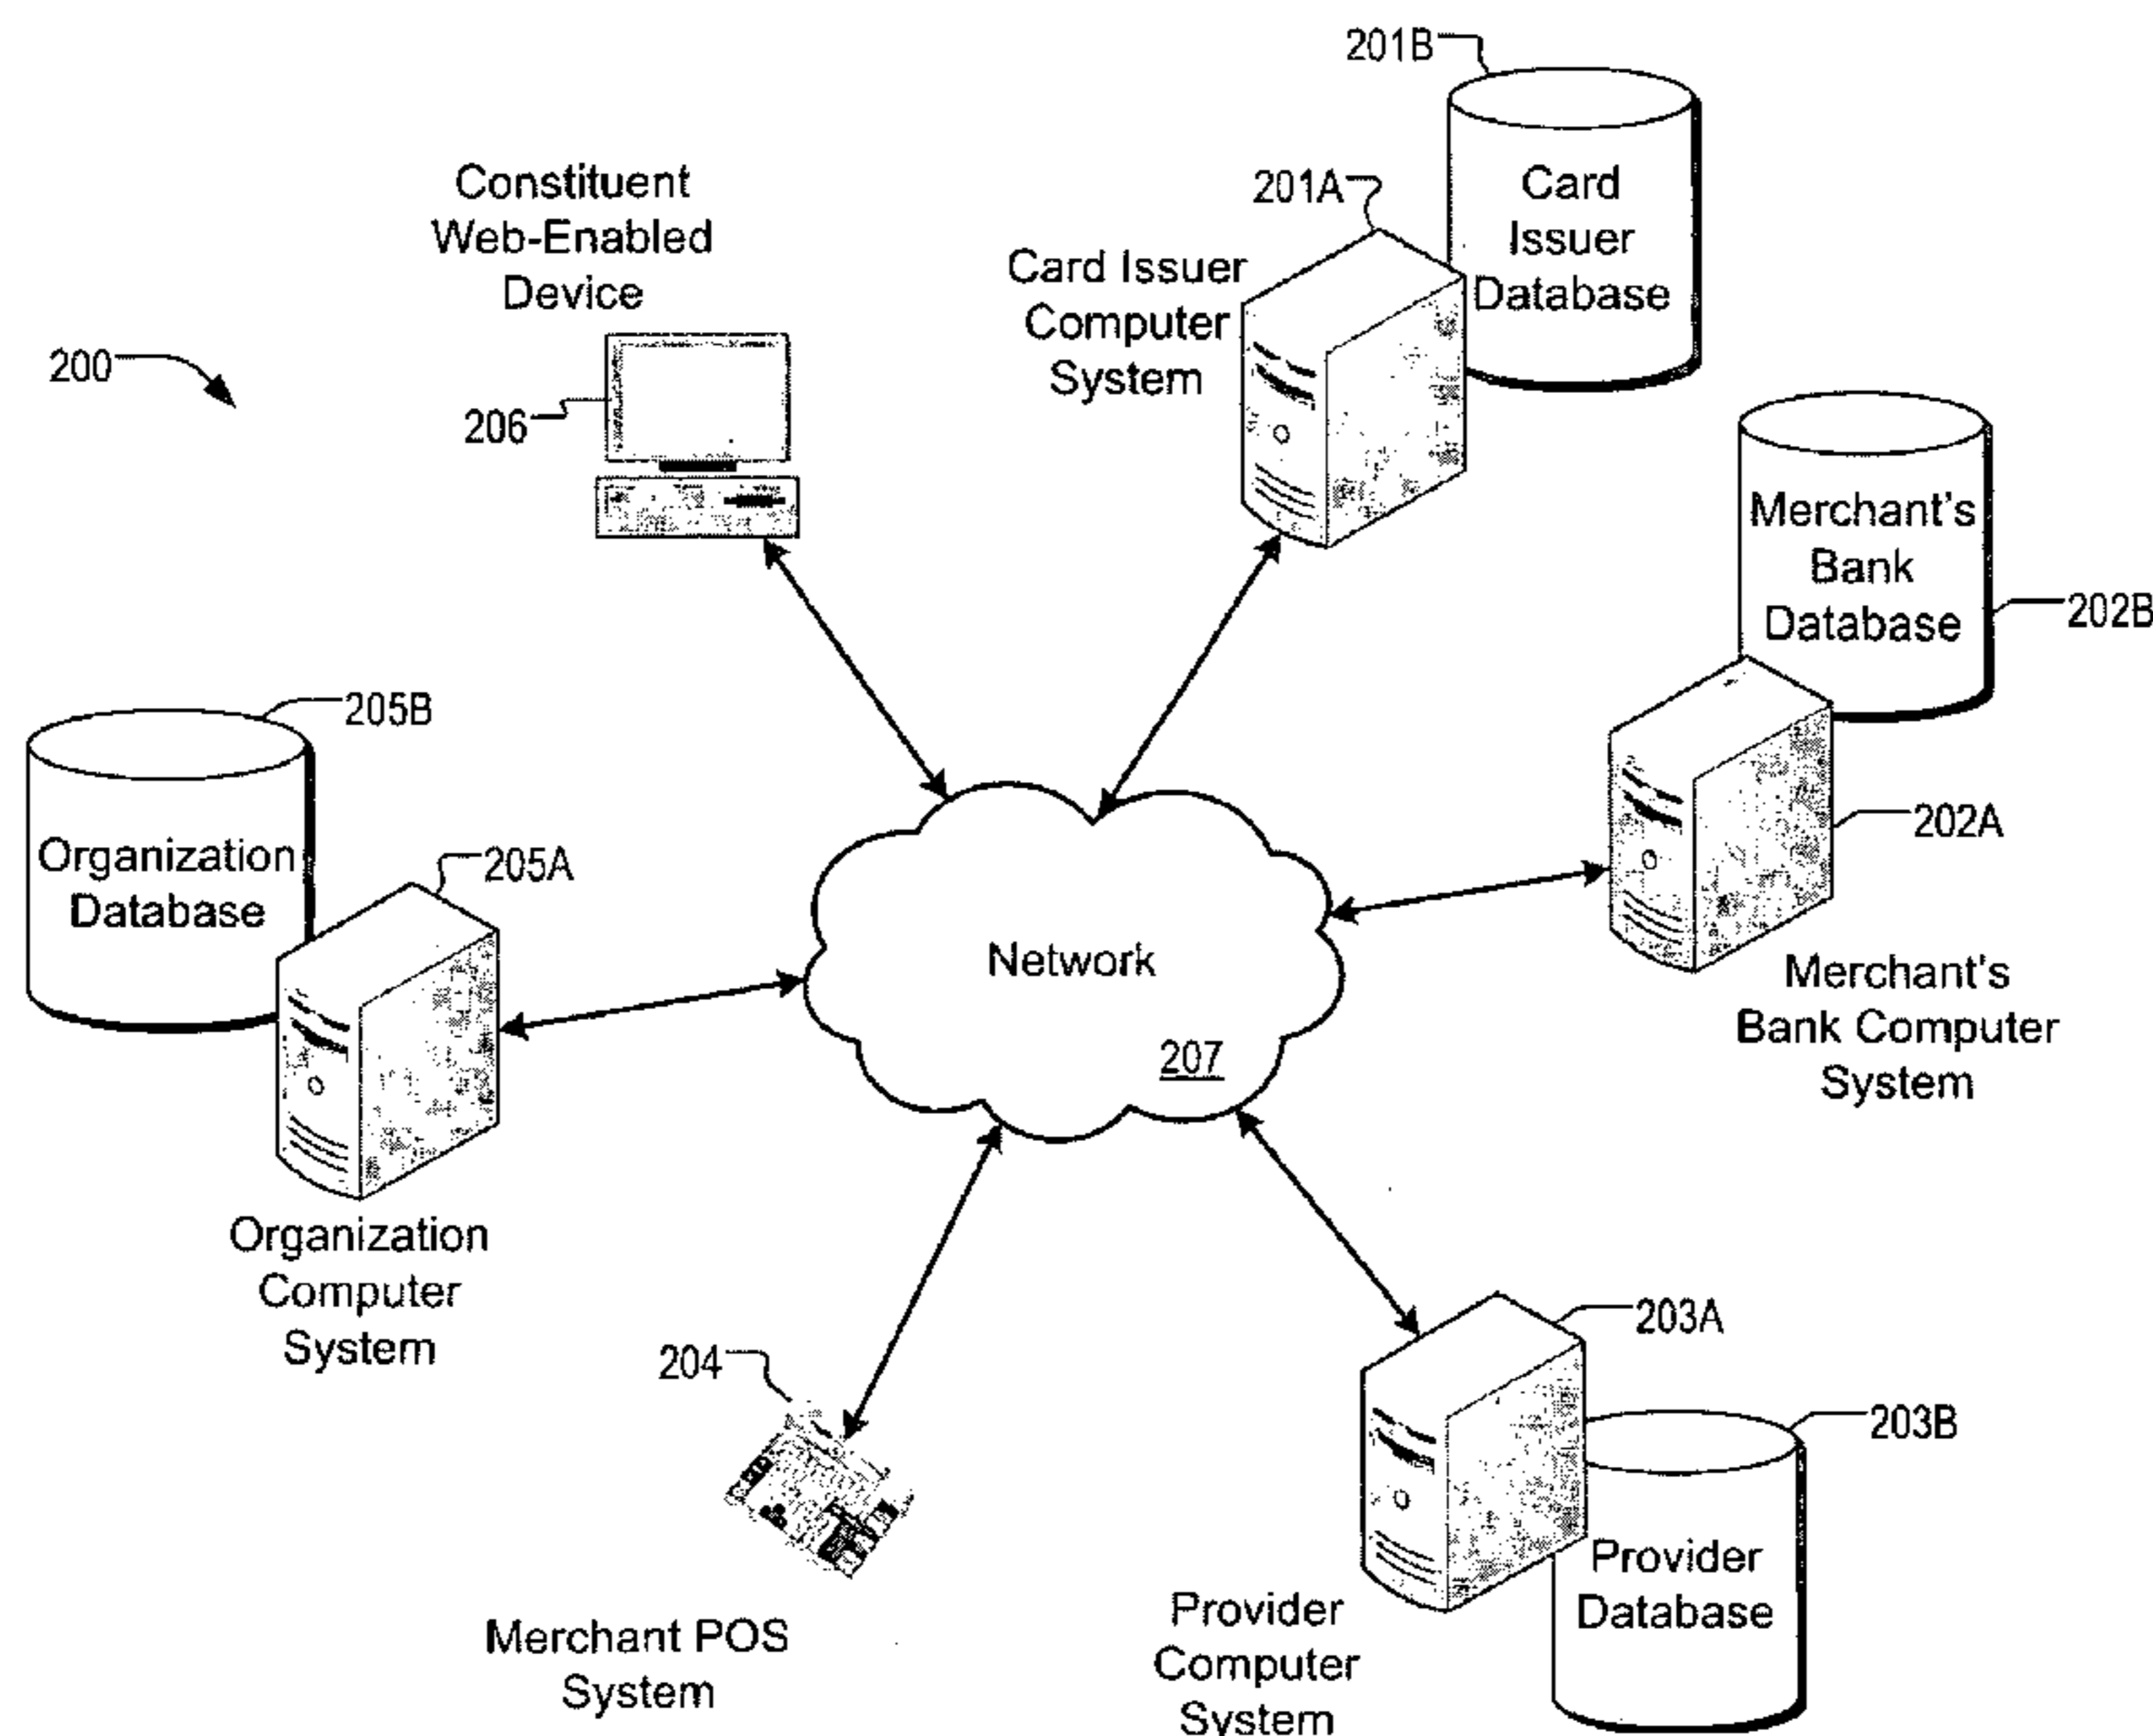 201B
Card
Issuer
Database
201A
Card Issuer
Computer
System
Constituent
Web-Enabled
Device
200
206
Merchant's
Bank
Database
202B
202A
Merchant's
Bank Computer
System
205B
Organization
Database
205A
Organization
Computer
System
Network
207
204
Merchant POS
System
203A
203B
Provider
Database
Provider
Computer
System